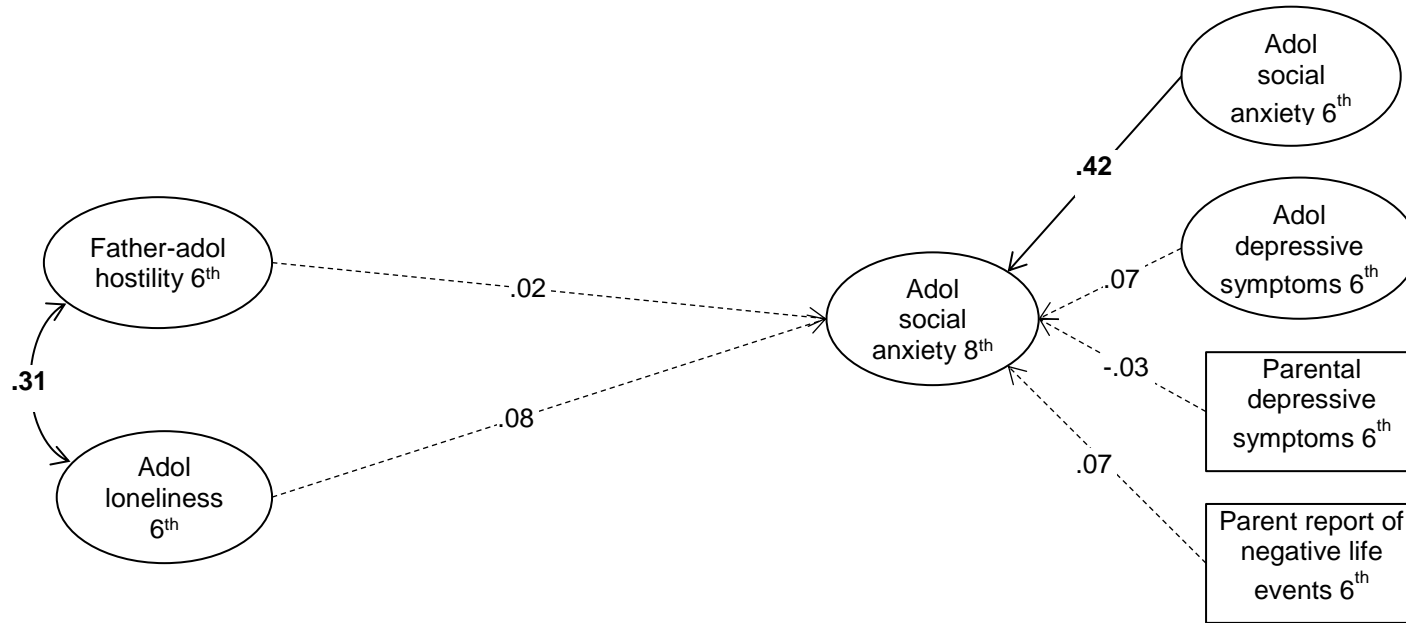 Adol
social
anxiety 6th
.42
Father-adol
hostility 6th
.02
Adol
depressive
symptoms 6th
.07
Adol
social
anxiety 8th
.31
-.03
Parental
depressive
symptoms 6th
.08
Adol
loneliness
6th
.07
Parent report of
negative life
events 6th